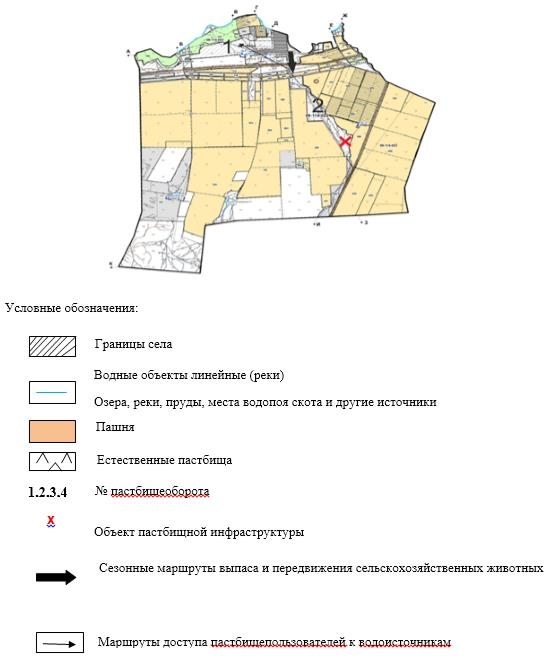 Г
В
Ж
Е
Д
А
Б
1
2
И
З
К
Условные обозначения:
Границы села
Водные объекты линейные (реки)
Озера, реки, пруды, места водопоя скота и другие источники
Пашня
Естественные пастбища
1.2.3.4 № пастбищеоборота
X
Объект пастбищной инфраструктуры
Сезонные маршруты выпаса и передвижения сельскохозяйственных животных
Маршруты доступа пастбищепользователей к водоисточникам